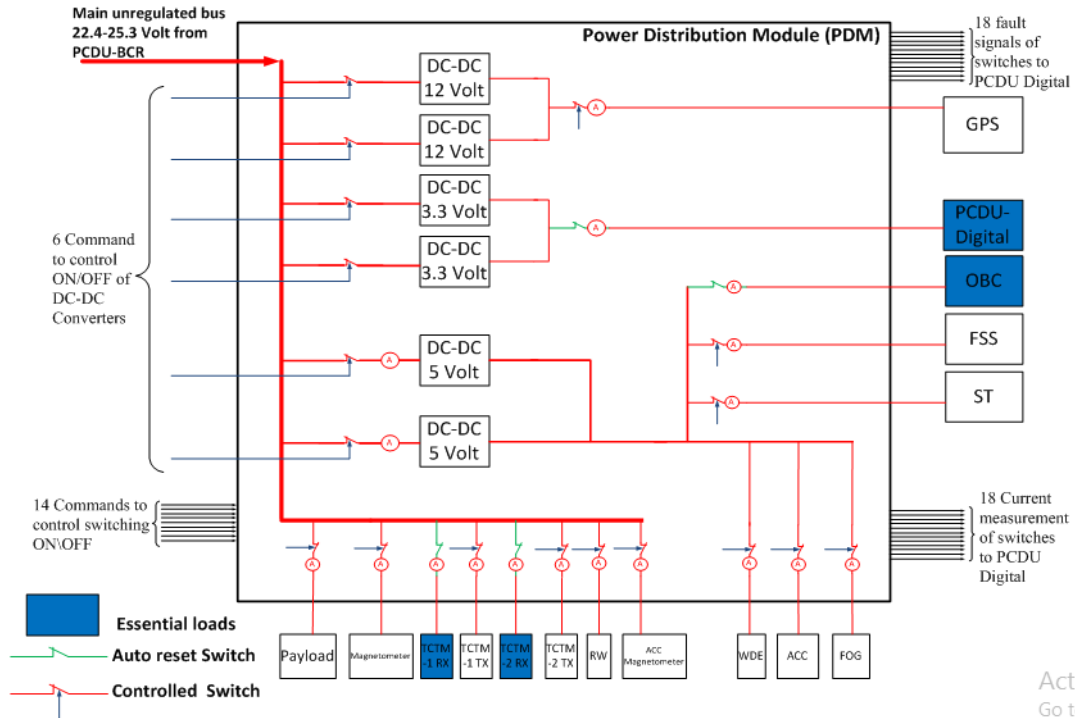 Main unregulated bus
22.4-25.3 Volt from
PCDU-BCR
Power Distribution Module (PDM)
18 fault
signals of
switches to
PCDU Digital
DC-DC
12 Volt
DC-DC
12 Volt
DC-DC
3.3 Volt
DC-DC
3.3 Volt
DC-DC
5 Volt
DC-DC
5 Volt
A
A
A
A
A
A
A
GPS
PCDU-
Digital
OBC
FSS
ST
6 Command
to control
ON/OFF of
DC-DC
Converters
14 Commands to
control switching
ON\OFF
18 Current
measurement
of switches
to PCDU
Digital
A
A
A
A
A
A
A
A
A
A
A
Payload
Magnetometer
TCTM
-1 RX
TCTM
-1 TX
TCTM
-2 RX
TCTM
-2 TX
RW
ACC
Magnetometer
WDE
ACC
FOG
Essential loads
Auto reset Switch
Controlled Switch
Act
Go t